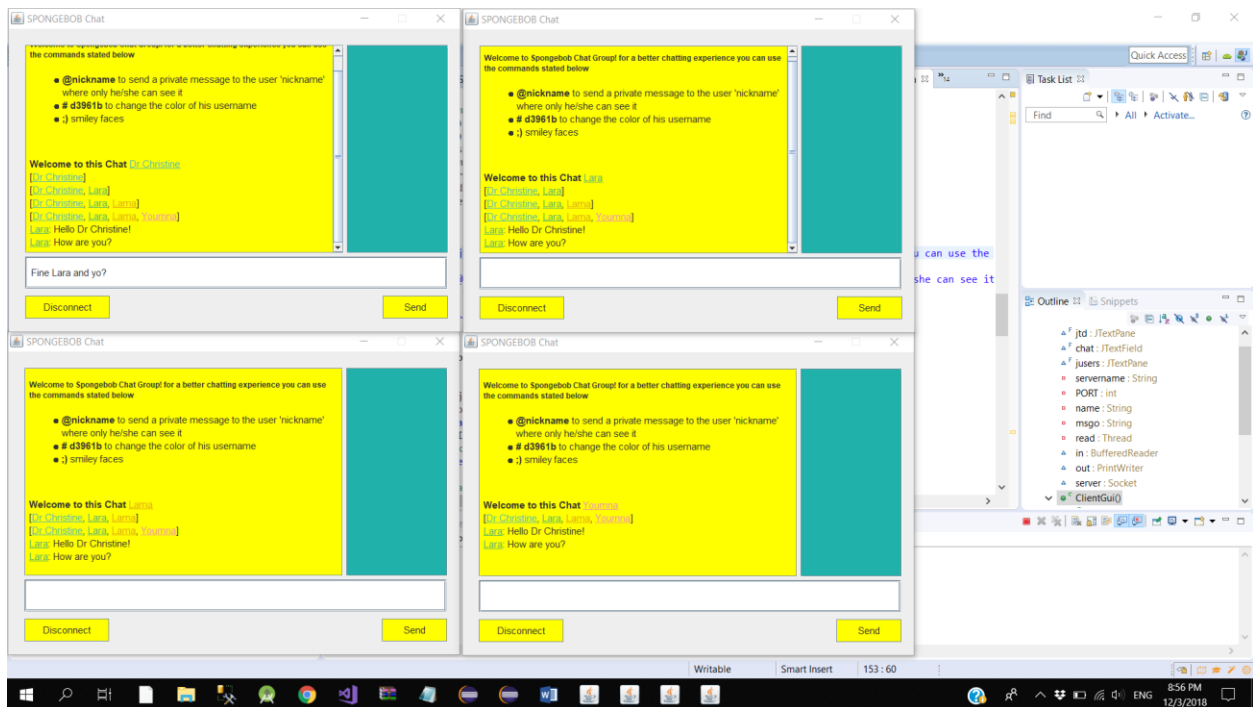 SPONGEBOB Chat
Welcome to Spongebob Chat Group! for a better chatting experience you can use
the commands stated below
@nickname to send a private message to the user 'nickname'
where only he/she can see it
# d3961b to change the color of his username
;) smiley faces
Welcome to this Chat Dr Christine
[Dr Christine]
[Dr Christine, Lara]
[Dr Christine, Lara, Lama]
[Dr Christine, Lara, Lama, Youmna]
Lara: Hello Dr Christine!
Lara: How are you?
Fine Lara and yo?
Disconnect
Send
SPONGEBOB Chat
Welcome to Spongebob Chat Group! for a better chatting experience you can use
the commands stated below
@nickname to send a private message to the user 'nickname'
where only he/she can see it
# d3961b to change the color of his username
;) smiley faces
Welcome to this Chat Lara
[Dr Christine, Lara]
[Dr Christine, Lara, Lama]
[Dr Christine, Lara, Lama, Youmna]
Lara: Hello Dr Christine!
Lara: How are you?
Disconnect
Send
SPONGEBOB Chat
Welcome to Spongebob Chat Group! for a better chatting experience you can use
the commands stated below
@nickname to send a private message to the user 'nickname'
where only he/she can see it
# d3961b to change the color of his username
;) smiley faces
Welcome to this Chat Lama
[Dr Christine, Lara, Lama]
[Dr Christine, Lara, Lama, Youmna]
Lara: Hello Dr Christine!
Lara: How are you?
Disconnect
Send
SPONGEBOB Chat
Welcome to Spongebob Chat Group! for a better chatting experience you can use
the commands stated below
@nickname to send a private message to the user 'nickname'
where only he/she can see it
# d3961b to change the color of his username
;) smiley faces
Welcome to this Chat Youmna
[Dr Christine, Lara, Lama, Youmna]
Lara: Hello Dr Christine!
Lara: How are you?
Disconnect
Send
Quick Access
Task List
Find
All
Activate...
u can use the
she can see it
Outline
Snippets
jtd : JTextPane
chat : JTextField
jusers : JTextPane
servername : String
PORT : int
name : String
msgo : String
read : Thread
in : BufferedReader
out : PrintWriter
server : Socket
ClientGui()
Writable
Smart Insert
153 : 60
ENG
8:56 PM
12/3/2018